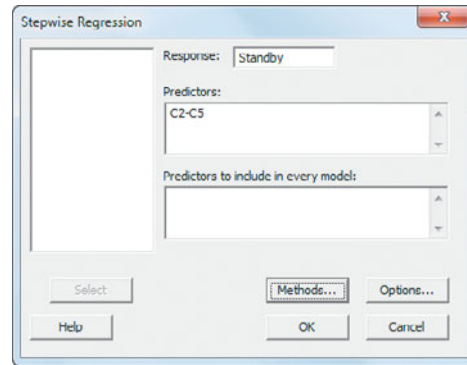 Stepwise Regression
Response: Standby
Predictors:
C2-C5
Predictors to include in every model:
Select
Methods...
Options...
Help
OK
Cancel